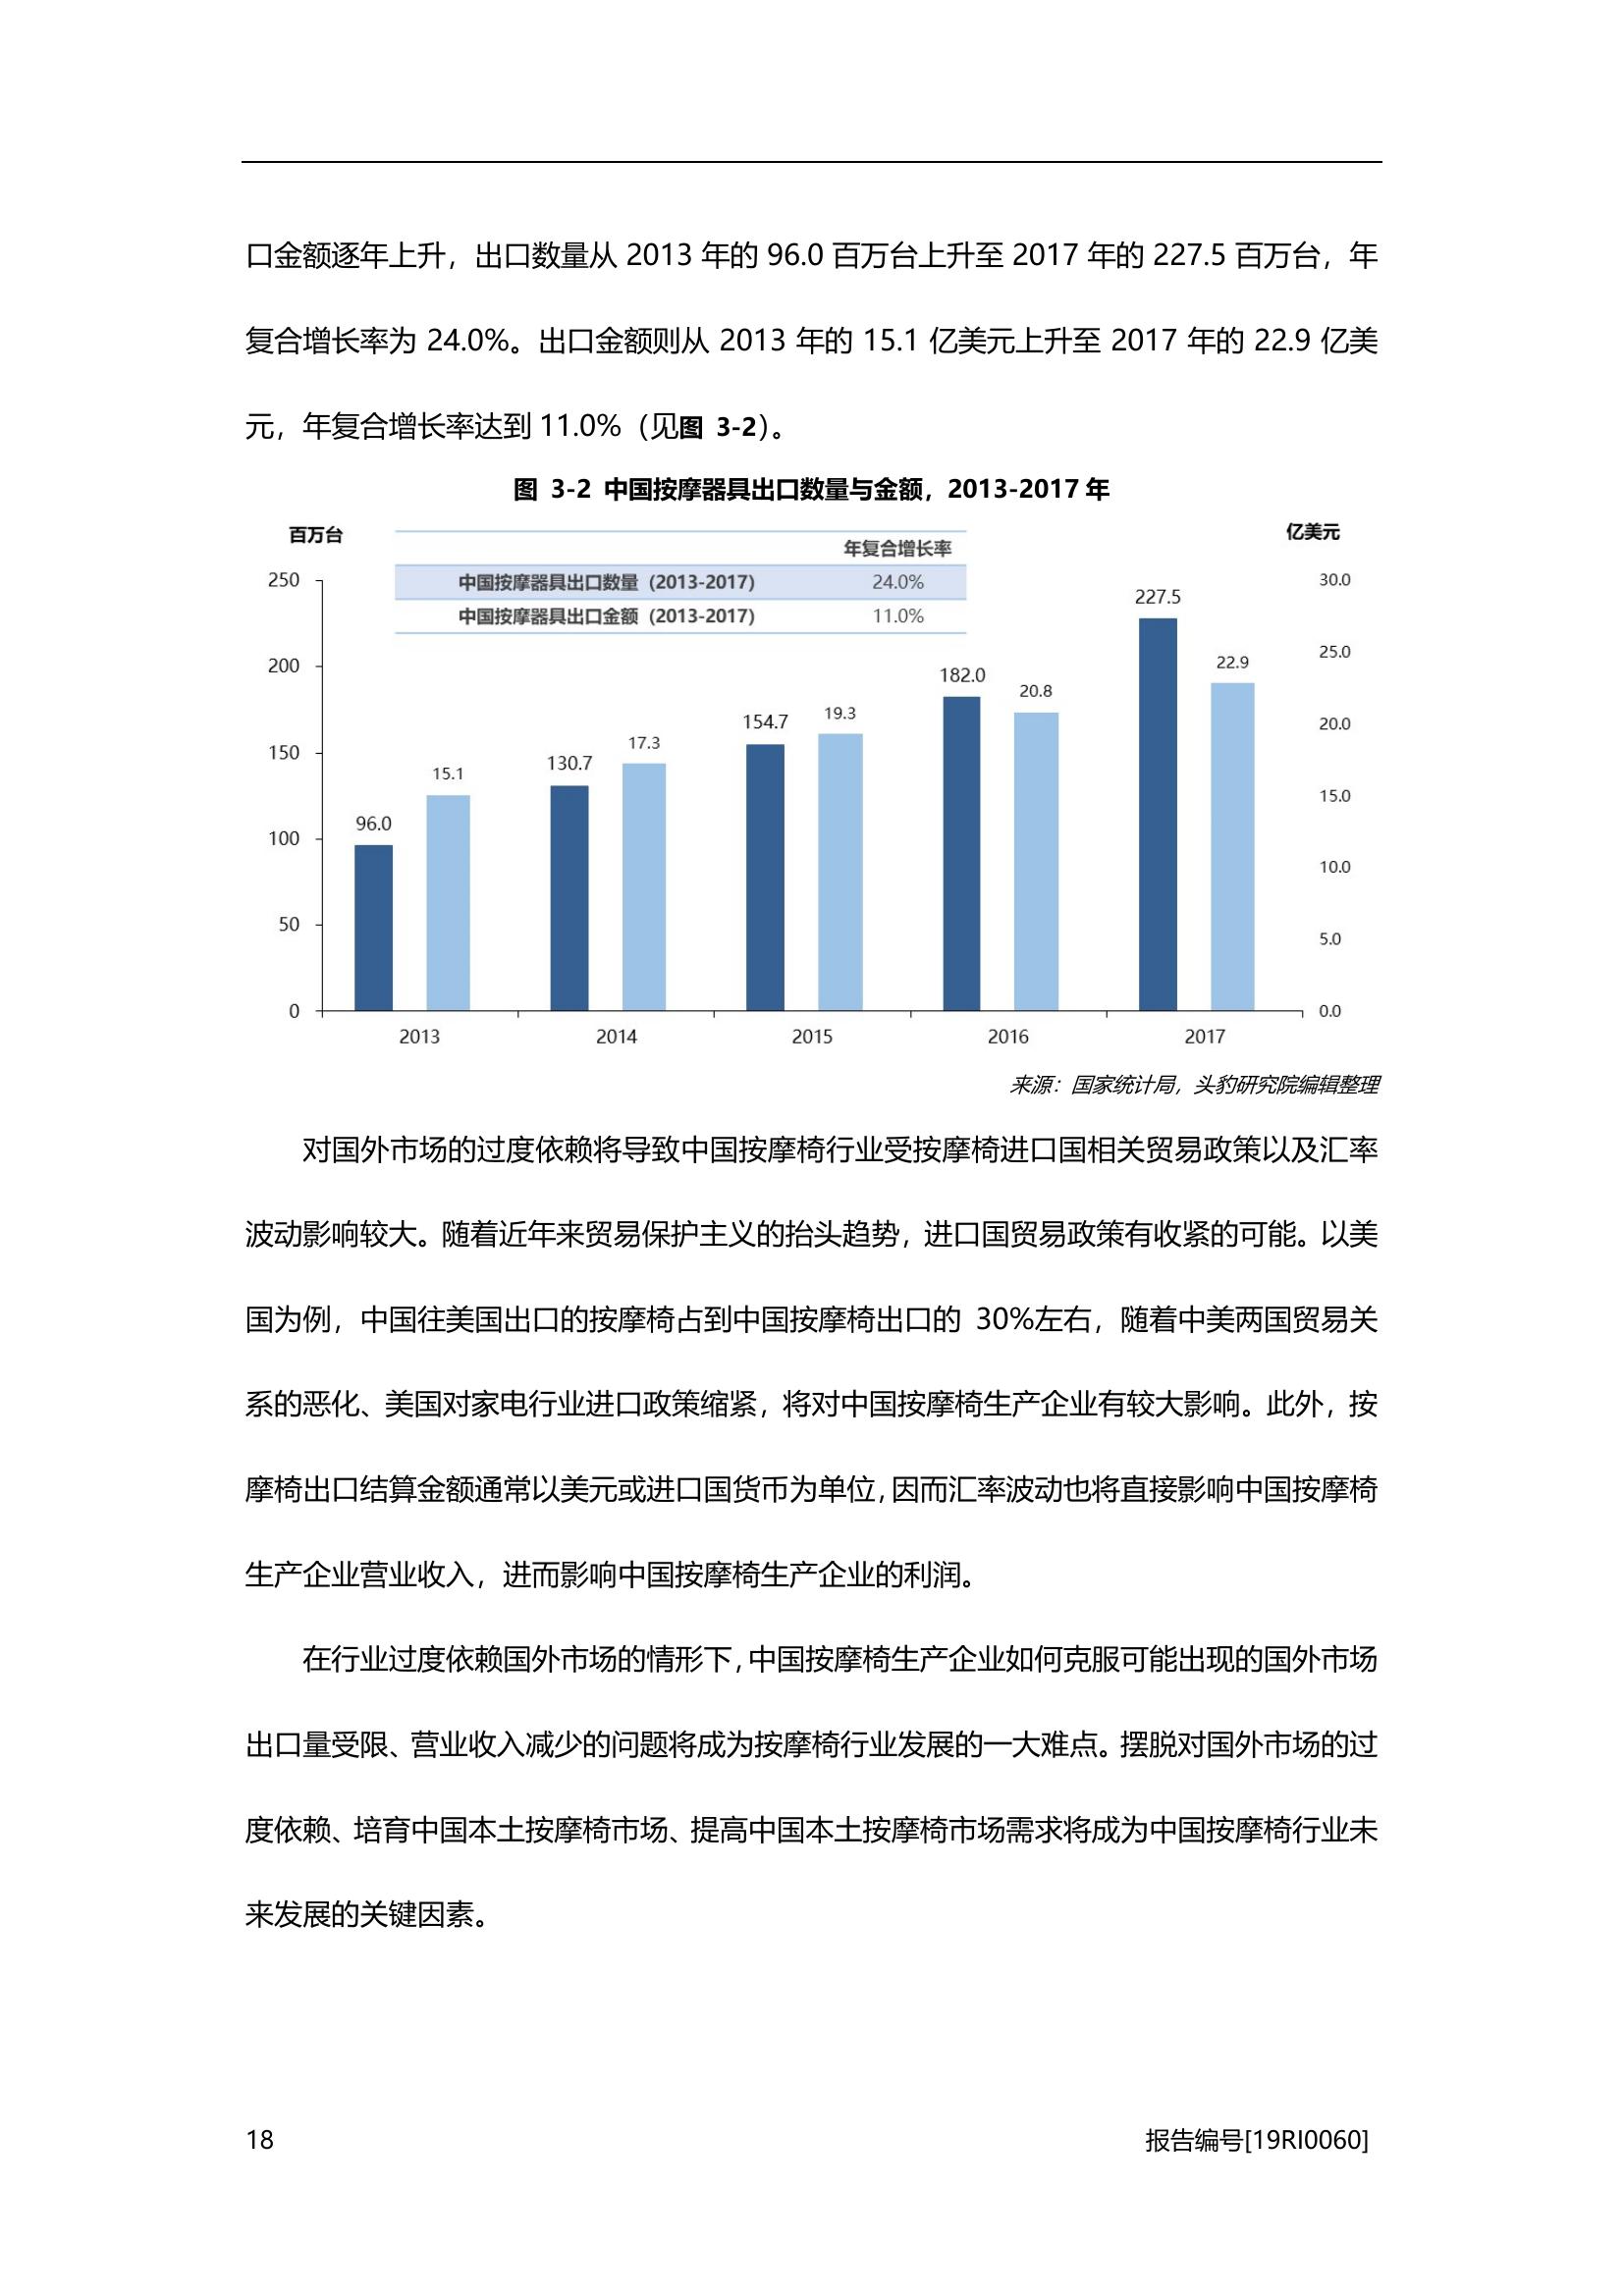 口金额逐年上升，出口数量从 2013 年的 96.0 百万台上升至 2017 年的 227.5 百万台，年
复合增长率为 24.0%。出口金额则从 2013 年的 15.1 亿美元上升至 2017 年的 22.9 亿美
元，年复合增长率达到 11.0%（见图 3-2）。
图 3-2 中国按摩器具出口数量与金额，2013-2017 年
百万台
亿美元
年复合增长率
中国按摩器具出口数量（2013-2017） 24.0%
中国按摩器具出口金额（2013-2017） 11.0%
250
200
150
100
50
0
96.0
15.1
130.7
17.3
154.7
19.3
182.0
20.8
227.5
22.9
30.0
25.0
20.0
15.0
10.0
5.0
0.0
2013 2014 2015 2016 2017
来源：国家统计局，头豹研究院编辑整理
对国外市场的过度依赖将导致中国按摩椅行业受按摩椅进口国相关贸易政策以及汇率
波动影响较大。随着近年来贸易保护主义的抬头趋势，进口国贸易政策有收紧的可能。以美
国为例，中国往美国出口的按摩椅占到中国按摩椅出口的 30%左右，随着中美两国贸易关
系的恶化、美国对家电行业进口政策缩紧，将对中国按摩椅生产企业有较大影响。此外，按
摩椅出口结算金额通常以美元或进口国货币为单位，因而汇率波动也将直接影响中国按摩椅
生产企业营业收入，进而影响中国按摩椅生产企业的利润。
在行业过度依赖国外市场的情形下，中国按摩椅生产企业如何克服可能出现的国外市场
出口量受限、营业收入减少的问题将成为按摩椅行业发展的一大难点。摆脱对国外市场的过
度依赖、培育中国本土按摩椅市场、提高中国本土按摩椅市场需求将成为中国按摩椅行业未
来发展的关键因素。
18
报告编号[19RI0060]